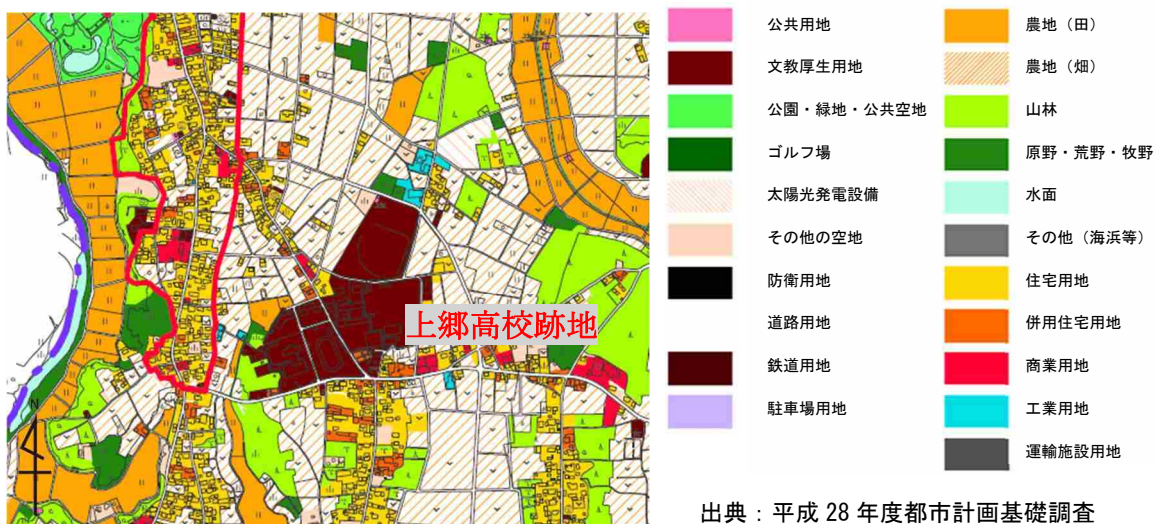 上郷高校跡地
N
公共用地
文教厚生用地
公園・緑地・公共空地
ゴルフ場
太陽光発電設備
その他の空地
防衛用地
道路用地
鉄道用地
駐車場用地
農地（田）
農地（畑）
山林
原野・荒野・牧野
水面
その他（海浜等）
住宅用地
併用住宅用地
商業用地
工業用地
運輸施設用地
出典：平成 28 年度都市計画基礎調査